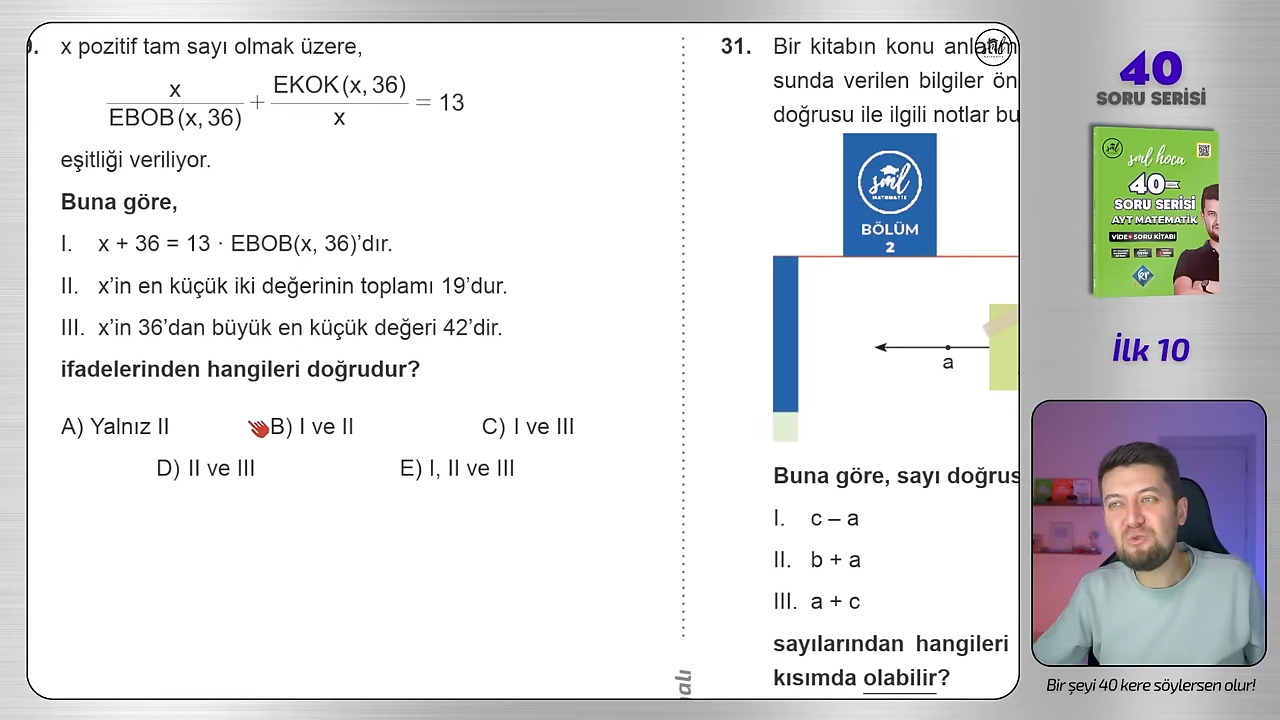 x pozitif tam sayı olmak üzere,
x / EBOB (x, 36) + EKOK (x, 36) / x = 13
eşitliği veriliyor.
Buna göre,
I. x + 36 = 13 · EBOB(x, 36)'dır.
II. x'in en küçük iki değerinin toplamı 19'dur.
III. x'in 36'dan büyük en küçük değeri 42'dir.
ifadelerinden hangileri doğrudur?
A) Yalnız II B) I ve II C) I ve III
D) II ve III E) I, II ve III
31. Bir kitabın konu anlatım
sunda verilen bilgiler ön
doğrusu ile ilgili notlar bu
sml
MATEMATİK
BÖLÜM
2
a
Buna göre, sayı doğrus
I. c – a
II. b + a
III. a + c
sayılarından hangileri
kısımda olabilir?
40
SORU SERİSİ
sml hoca
40
SORU SERİSİ
AYT MATEMATİK
VİDEO SORU KİTABI
İlk 10
Bir şeyi 40 kere söylersen olur!